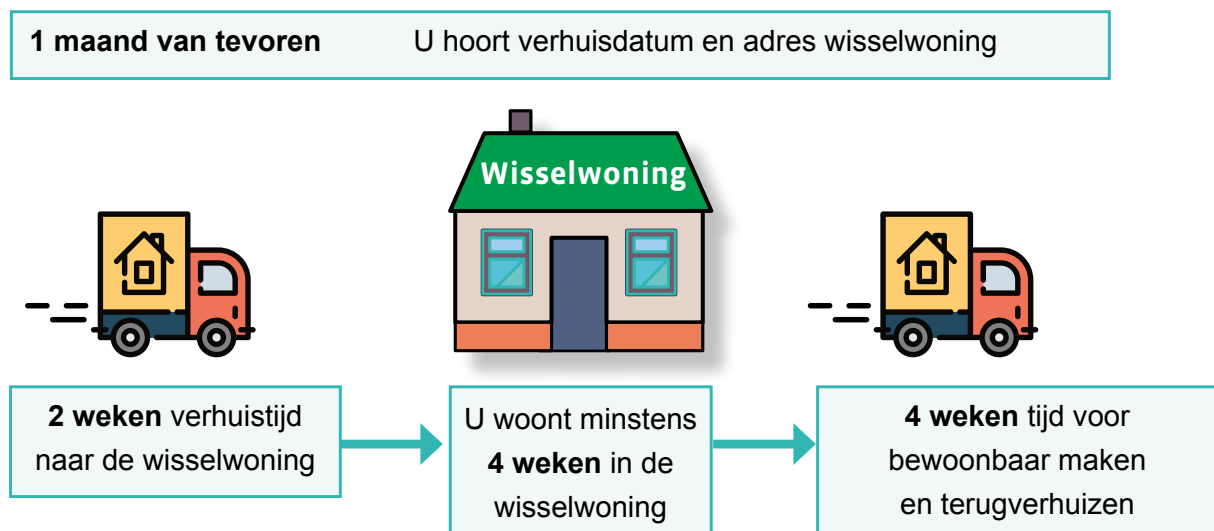 1 maand van tevoren U hoort verhuisdatum en adres wisselwoning
Wisselwoning
2 weken verhuistijd
naar de wisselwoning
U woont minstens
4 weken in de
wisselwoning
4 weken tijd voor
bewoonbaar maken
en terugverhuizen